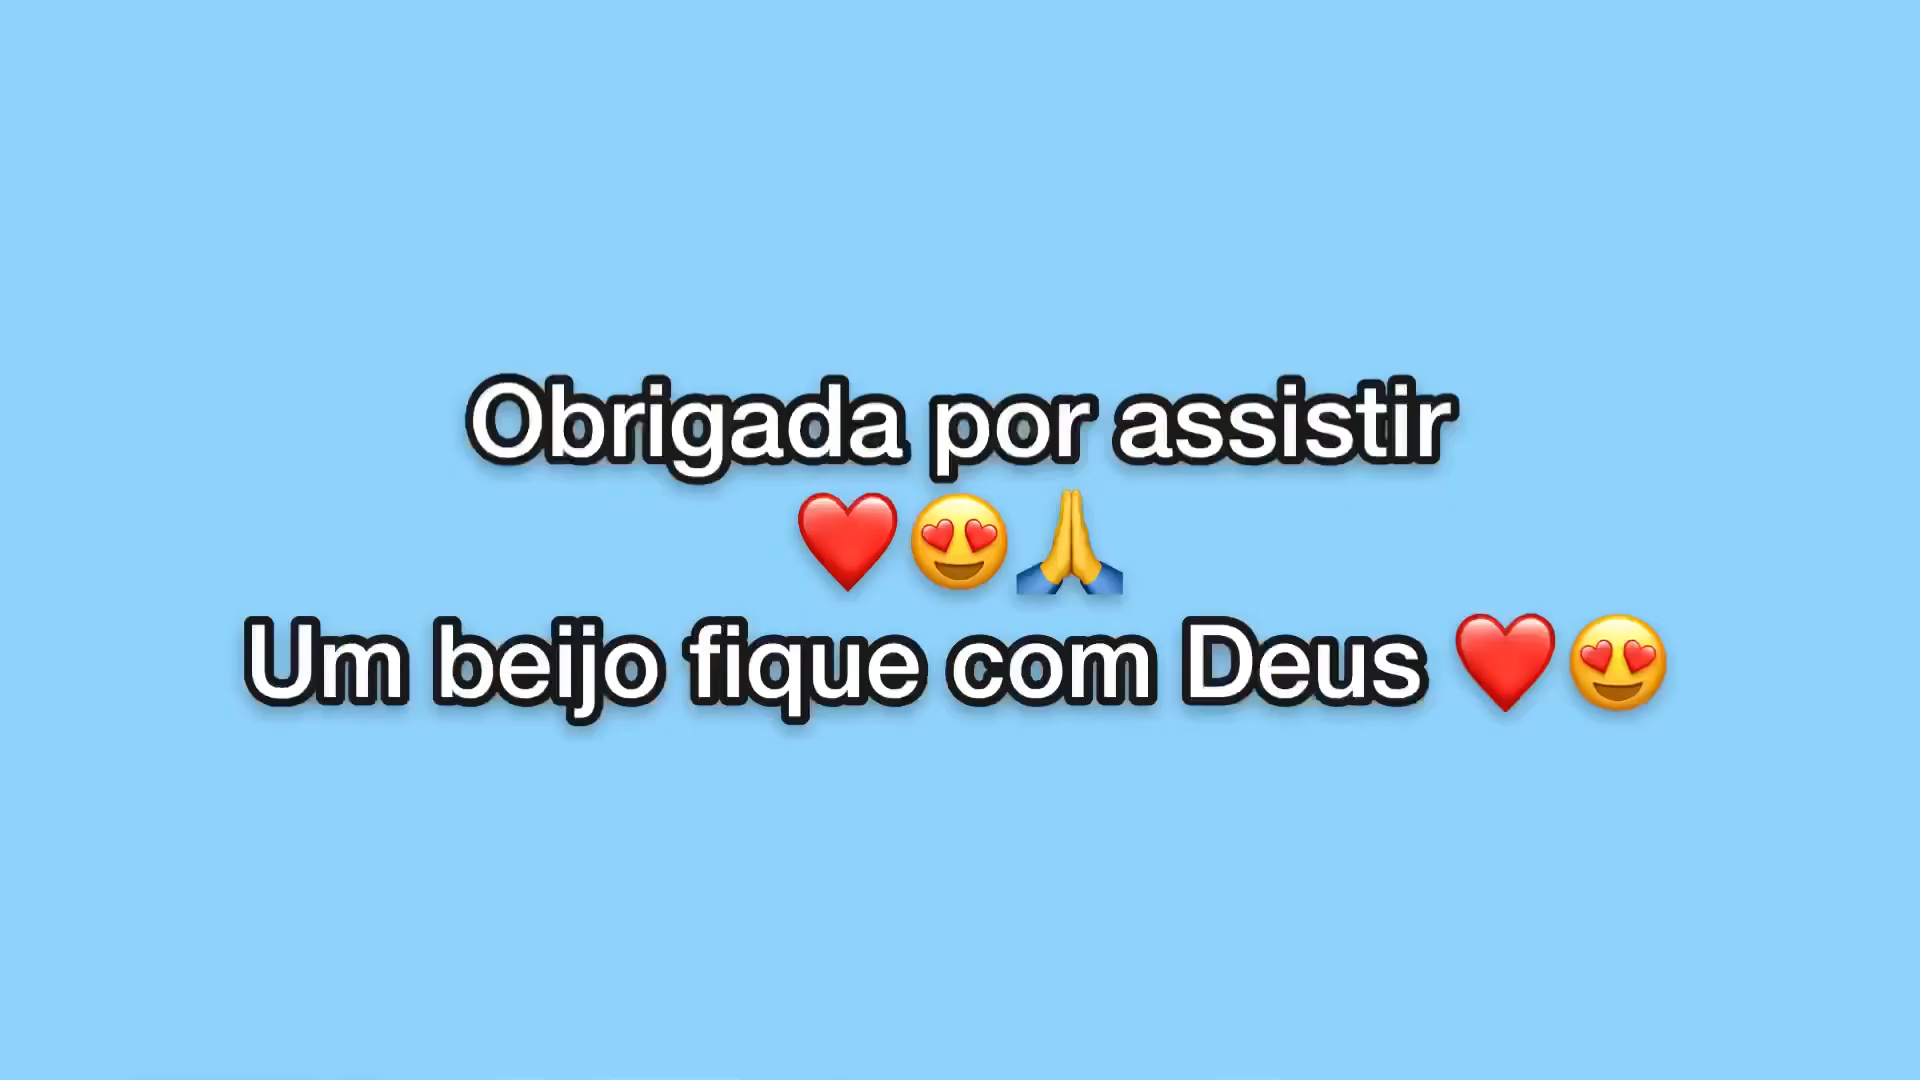 Obrigada por assistir
❤️😍🙏
Um beijo fique com Deus ❤️😍